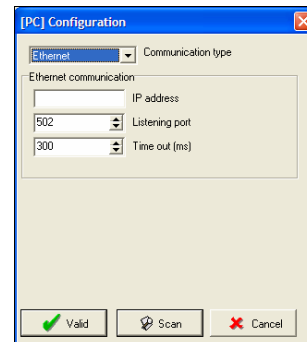 [PC] Configuration
Ethernet Communication type
Ethernet communication
IP address
502 Listening port
300 Time out (ms)
Valid Scan Cancel